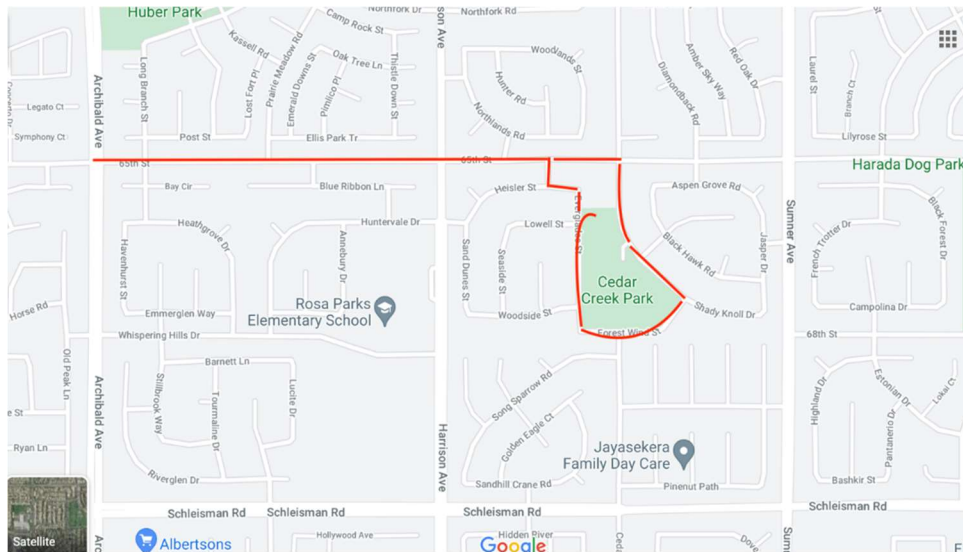 Huber Park
Northfork Dr
Northfork Rd
Camp Rock St
Kassell Rd
Prairie Meadow Rd
Oak Tree Ln
Thistle Down St
Long Branch St
Lost Fort Pl
Emerald Downs St
Pimlico Pl
Woodlands St
Hunter Rd
Northlands Rd
Diamondback Rd
Amber Sky Way
Red Oak Dr
Laurel St
Branch Ct
Legato Ct
Symphony Ct
Archibald Ave
Post St
Ellis Park Tr
Lilyrose St
65th St
65th St
Harada Dog Park
Bay Cir
Blue Ribbon Ln
Heisler St
Aspen Grove Rd
Everglades St
Heathgrove Dr
Huntervale Dr
Lowell St
Annebury Dr
Havenhurst St
Sand Dunes St
Seaside St
Black Hawk Rd
Jasper Dr
Sumner Ave
Black Forest Dr
Cedar
Creek Park
Rosa Parks
Elementary School
Emmerglen Way
Woodside St
Shady Knoll Dr
Campolina Dr
Horse Rd
Whispering Hills Dr
Forest Wind St
68th St
Old Peak Ln
Barnett Ln
Stillbrook Way
Tourmaline Dr
Lucite Dr
Song Sparrow Rd
Golden Eagle Ct
Highland Dr
Estonian Dr
Lokai Ct
Archibald Ave
Harrison Ave
Ryan Ln
Jayasekera
Family Day Care
Riverglen Dr
Sandhill Crane Rd
Pinenut Path
Bashkir St
Schleisman Rd
Schleisman Rd
Schleisman Rd
Schleisman Rd
Satellite
Albertsons
Hollywood Ave
Hidden River
Google